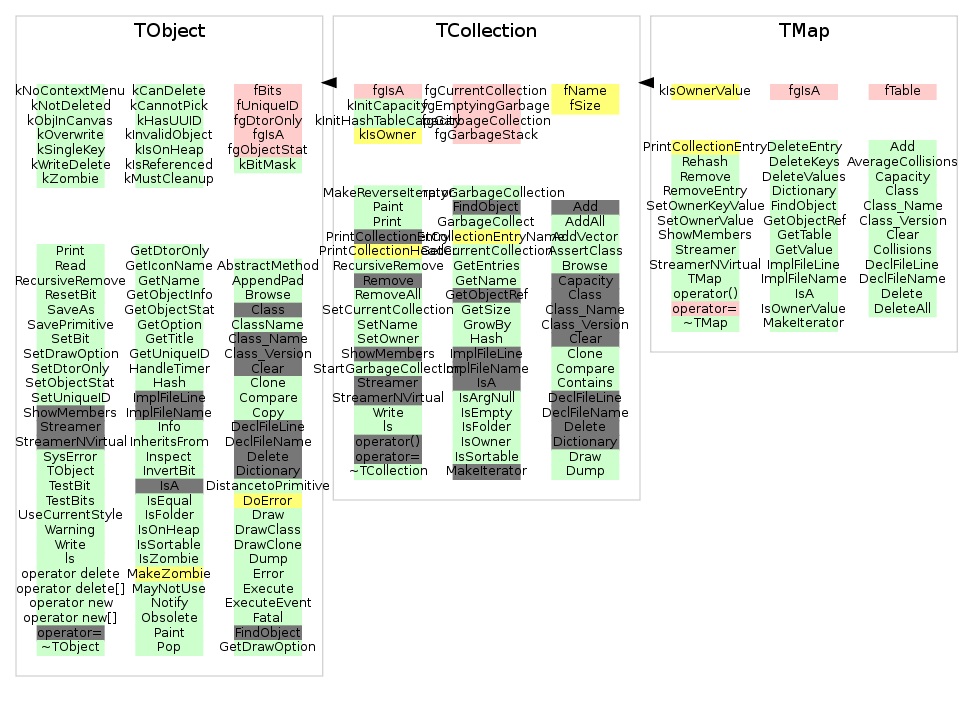 TObject
kNoContextMenu
kNotDeleted
kObjInCanvas
kOverwrite
kSingleKey
kWriteDelete
kZombie
kCanDelete
kCannotPick
kHasUUID
kInvalidObject
kIsOnHeap
kIsReferenced
kMustCleanup
fBits
fUniqueID
fgDtorOnly
fgIsA
fgObjectStat
kBitMask
Print
Read
RecursiveRemove
ResetBit
SaveAs
SavePrimitive
SetBit
SetDrawOption
SetDtorOnly
SetObjectStat
SetUniqueID
ShowMembers
Streamer
StreamerNVirtual
SysError
TObject
TestBit
TestBits
UseCurrentStyle
Warning
Write
ls
operator delete
operator delete[]
operator new
operator new[]
operator=
~TObject
GetDtorOnly
GetIconName
GetName
GetObjectInfo
GetObjectStat
GetOption
GetTitle
GetUniqueID
HandleTimer
Hash
ImplFileLine
ImplFileName
Info
InheritsFrom
Inspect
InvertBit
IsA
IsEqual
IsFolder
IsOnHeap
IsSortable
IsZombie
MakeZombie
MayNotUse
Notify
Obsolete
Paint
Pop
AbstractMethod
AppendPad
Browse
Class
ClassName
Class_Name
Class_Version
Clear
Clone
Compare
Copy
DeclFileLine
DeclFileName
Delete
Dictionary
DistancetoPrimitive
DoError
Draw
DrawClass
DrawClone
Dump
Error
Execute
ExecuteEvent
Fatal
FindObject
GetDrawOption
TCollection
fgIsA
kInitCapacity
kInitHashTableCapacity
kIsOwner
fgCurrentCollection
fgEmptyingGarbage
fgGarbageCollection
fgGarbageStack
fName
fSize
MakeReverseIterator
Paint
Print
PrintCollectionEntry
PrintCollectionHeader
RecursiveRemove
Remove
RemoveAll
SetCurrentCollection
SetName
SetOwner
ShowMembers
StartGarbageCollection
Streamer
StreamerNVirtual
Write
ls
operator()
operator=
~TCollection
FindObject
GarbageCollect
GetCollectionEntryName
GetCurrentCollection
GetEntries
GetName
GetObjectRef
GetSize
GrowBy
Hash
ImplFileLine
ImplFileName
IsA
IsArgNull
IsEmpty
IsFolder
IsOwner
IsSortable
MakeIterator
Add
AddAll
AddVector
AssertClass
Browse
Capacity
Class
Class_Name
Class_Version
Clear
Clone
Compare
Contains
DeclFileLine
DeclFileName
Delete
Dictionary
Draw
Dump
TMap
kIsOwnerValue
fgIsA
fTable
PrintCollectionEntry
Rehash
Remove
RemoveEntry
SetOwnerKeyValue
SetOwnerValue
ShowMembers
Streamer
StreamerNVirtual
TMap
operator()
operator=
~TMap
DeleteEntry
DeleteKeys
DeleteValues
Dictionary
FindObject
GetObjectRef
GetTable
GetValue
ImplFileLine
ImplFileName
IsA
IsOwnerValue
MakeIterator
Add
AverageCollisions
Capacity
Class
Class_Name
Class_Version
Clear
Collisions
DeclFileLine
DeclFileName
Delete
DeleteAll